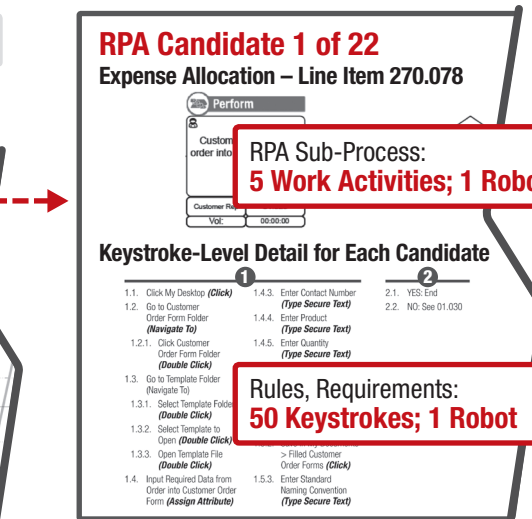 RPA Candidate 1 of 22
Expense Allocation – Line Item 270.078
Perform
Custom
order into
RPA Sub-Process:
5 Work Activities; 1 Robo
Customer Re
Vol: 00:00:00
Keystroke-Level Detail for Each Candidate
1
1.1. Click My Desktop (Click)
1.2. Go to Customer
Order Form Folder
(Navigate To)
1.2.1. Click Customer
Order Form Folder
(Double Click)
1.3. Go to Template Folder
(Navigate To)
1.3.1. Select Template Folder
(Double Click)
1.3.2. Select Template to
Open (Double Click)
1.3.3. Open Template File
(Double Click)
1.4. Input Required Data from
Order into Customer Order
Form (Assign Attribute)
1.4.3. Enter Contact Number
(Type Secure Text)
1.4.4. Enter Product
(Type Secure Text)
1.4.5. Enter Quantity
(Type Secure Text)
2
2.1. YES: End
2.2. NO: See 01.030
Rules, Requirements:
50 Keystrokes; 1 Robot
> Filled Customer
Order Forms (Click)
1.5.3. Enter Standard
Naming Convention
(Type Secure Text)